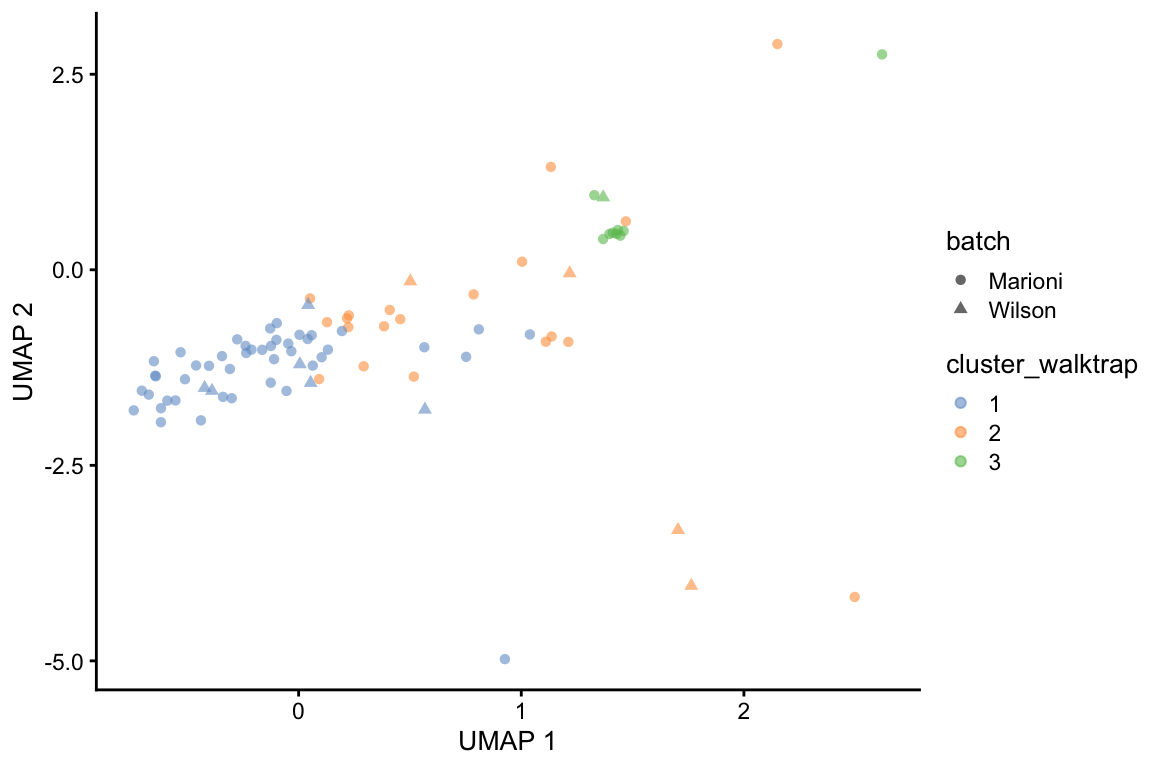 2.5
0.0
-2.5
-5.0
UMAP 2
0 1 2
UMAP 1
batch
Marioni
Wilson
cluster_walktrap
1
2
3